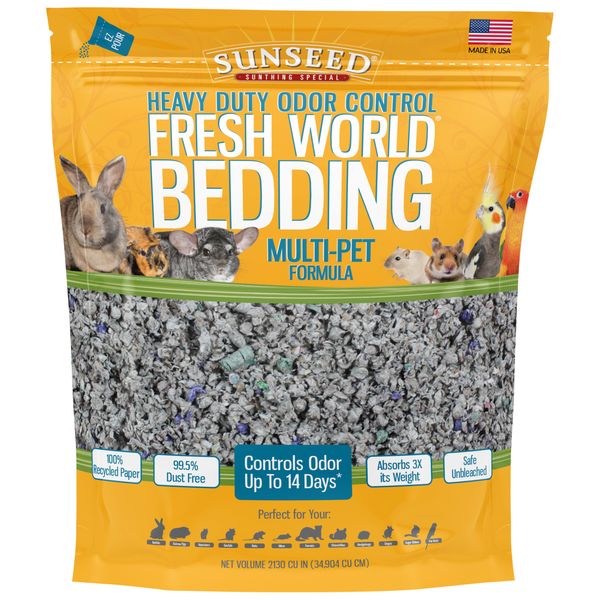 EZ
POUR
MADE IN USA
SUNSEED®
SUNTHING SPECIAL
HEAVY DUTY ODOR CONTROL
FRESH WORLD®
BEDDING
MULTI-PET
FORMULA
100%
Recycled Paper
99.5%
Dust Free
Controls Odor
Up To 14 Days*
Absorbs 3X
its Weight
Safe
Unbleached
Perfect for Your:
NET VOLUME 2130 CU IN (34,904 CU CM)